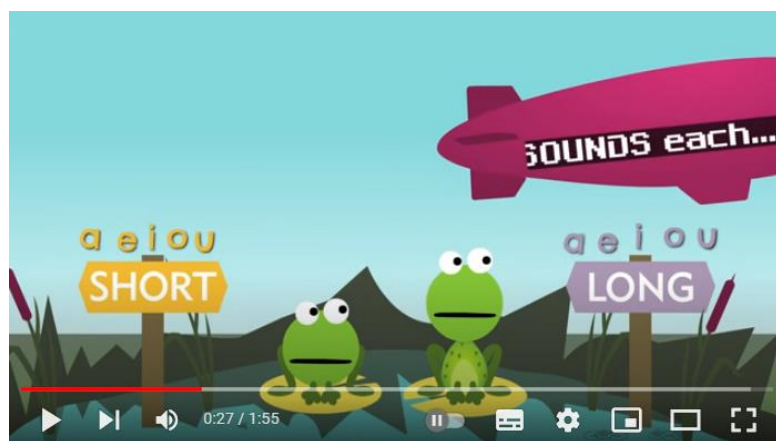 SOUNDS each...
a e i o u
SHORT
a e i o u
LONG
0:27 / 1:55